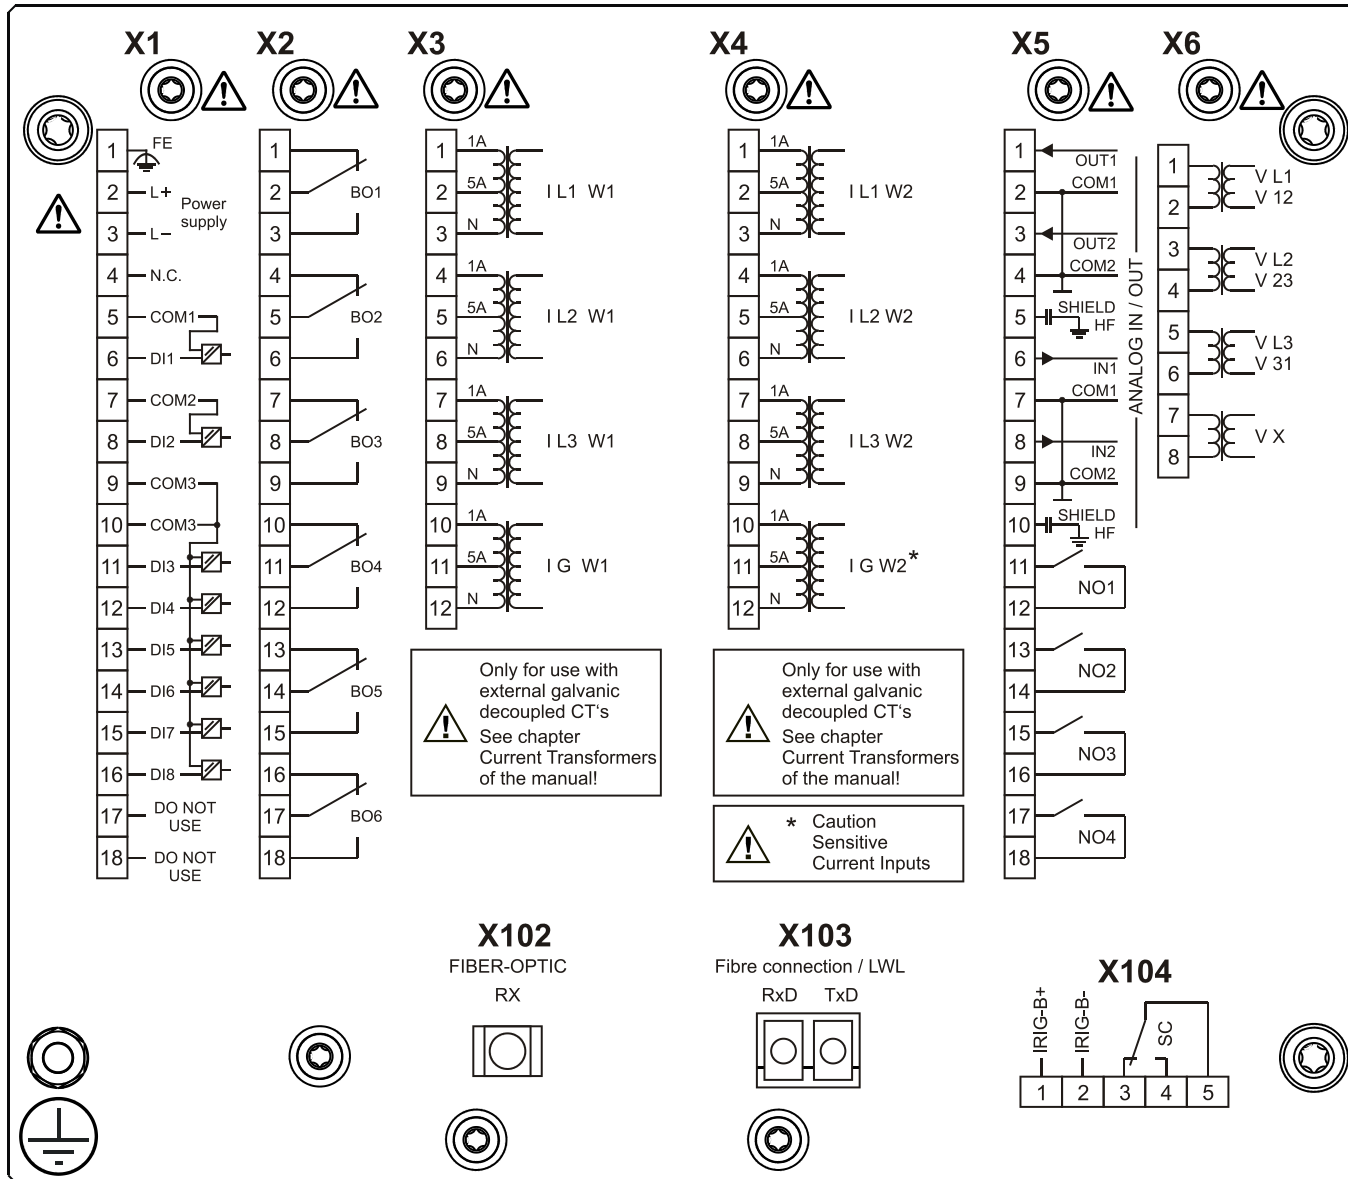 X1
X2
X3
X4
X5
X6
1 FE
2 L+
Power
supply
3 L–
4 N.C.
5 COM1
6 DI1
7 COM2
8 DI2
9 COM3
10 COM3
11 DI3
12 DI4
13 DI5
14 DI6
15 DI7
16 DI8
17 DO NOT
USE
18 DO NOT
USE
1
2 BO1
3
4
5 BO2
6
7
8 BO3
9
10
11 BO4
12
13
14 BO5
15
16
17 BO6
18
1 1A
2 5A I L1 W1
3 N
4 1A
5 5A I L2 W1
6 N
7 1A
8 5A I L3 W1
9 N
10 1A
11 5A I G W1
12 N
Only for use with
external galvanic
decoupled CT‘s
See chapter
Current Transformers
of the manual!
1 1A
2 5A I L1 W2
3 N
4 1A
5 5A I L2 W2
6 N
7 1A
8 5A I L3 W2
9 N
10 1A
11 5A I G W2*
12 N
Only for use with
external galvanic
decoupled CT‘s
See chapter
Current Transformers
of the manual!
* Caution
Sensitive
Current Inputs
1 OUT1
2 COM1
3 OUT2
4 COM2
5 SHIELD
HF
6 IN1
7 COM1
8 IN2
9 COM2
10 SHIELD
HF
ANALOG IN / OUT
11
NO1
12
13
NO2
14
15
NO3
16
17
NO4
18
1 V L1
2 V 12
3 V L2
4 V 23
5 V L3
6 V 31
7
V X
8
X102
FIBER-OPTIC
RX
X103
Fibre connection / LWL
RxD TxD
X104
IRIG-B+
IRIG-B-
SC
1 2 3 4 5